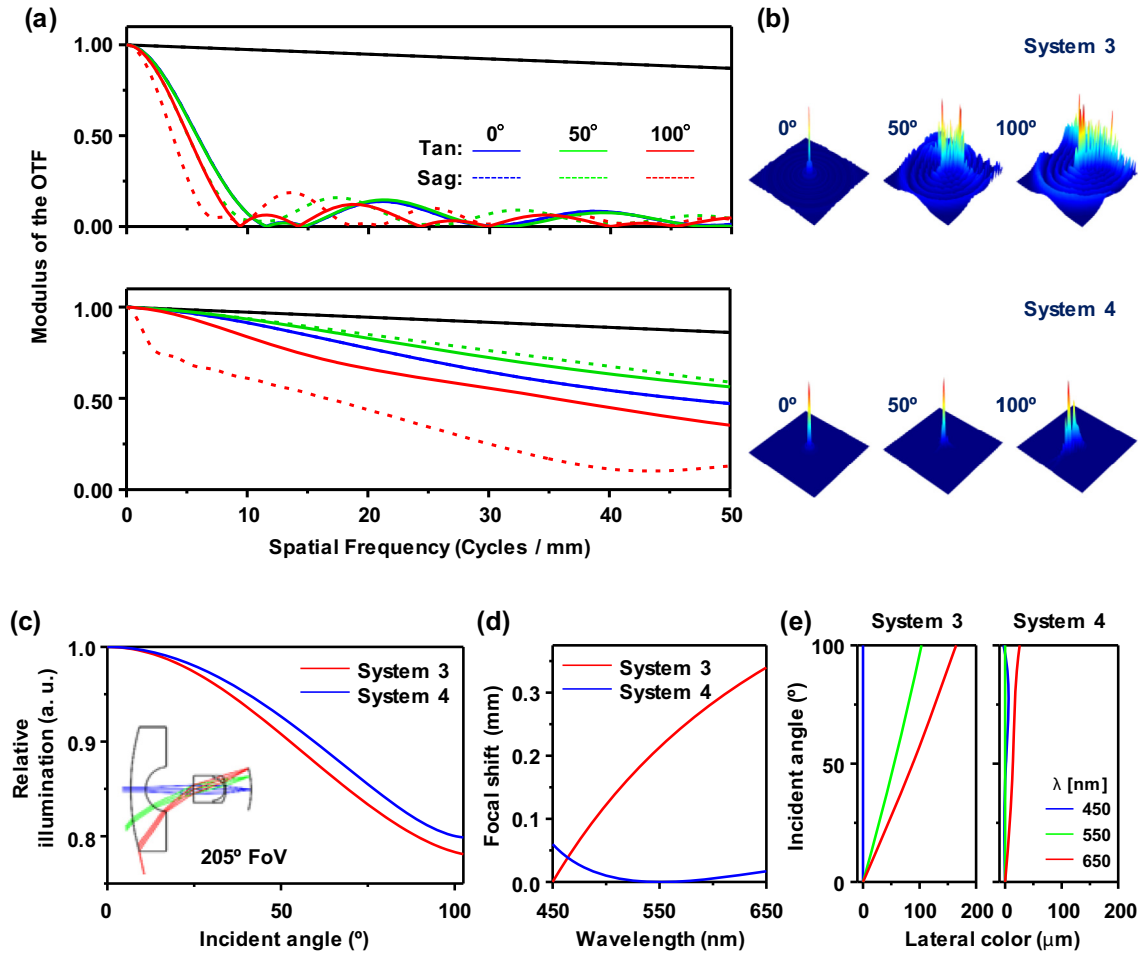 (a)
1.00
0.50
0.00
0º 50º 100º
Tan:
Sag:
1.00
0.50
0.00
Modulus of the OTF
0 10 20 30 40 50
Spatial Frequency (Cycles / mm)
(b)
System 3
0º 50º 100º
System 4
0º 50º 100º
(c)
1.0
0.9
0.8
Relative
illumination (a. u.)
System 3
System 4
205º FoV
0 50 100
Incident angle (º)
(d)
0.3
0.2
0.1
0.0
Focal shift (mm)
System 3
System 4
450 550 650
Wavelength (nm)
(e)
System 3 System 4
100
50
0
Incident angle (º)
λ [nm]
450
550
650
0 100 200 0 100 200
Lateral color (μm)